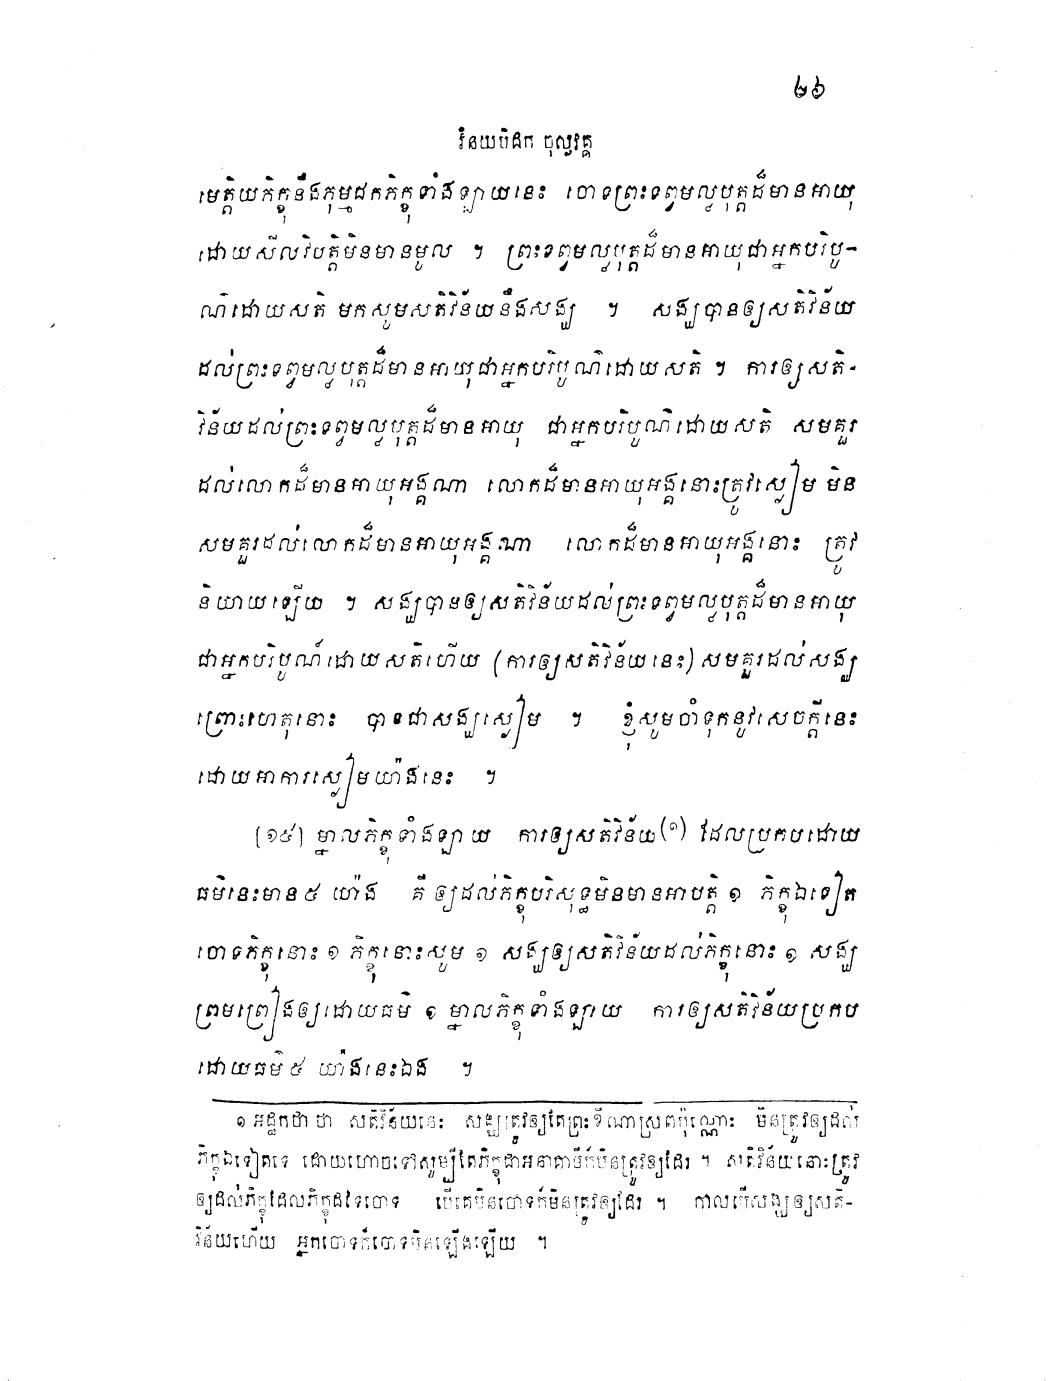 ២៦
វិនយបិដក ចុល្លវគ្គ
មេត្តិយភិក្ខុនឹងកុម្មជកភិក្ខុទាំងឡាយនេះ ចោទព្រះទព្វមល្លបុត្តដ៏មានអាយុ
ដោយសីលវិបត្តិមិនមានមូល ។ ព្រះទព្វមល្លបុត្តដ៏មានអាយុជាអ្នកបរិបូ-
ណ៌ដោយសតិ មកសូមសតិវិន័យនឹងសង្ឃ ។ សង្ឃបានឲ្យសតិវិន័យ
ដល់ព្រះទព្វមល្លបុត្តដ៏មានអាយុជាអ្នកបរិបូណ៌ដោយសតិ ។ ការឲ្យសតិ-
វិន័យដល់ព្រះទព្វមល្លបុត្តដ៏មានអាយុ ជាអ្នកបរិបូណ៌ដោយសតិ សមគួរ
ដល់លោកដ៏មានអាយុអង្គណា លោកដ៏មានអាយុអង្គនោះត្រូវស្ងៀម មិន
សមគួរដល់លោកដ៏មានអាយុអង្គណា លោកដ៏មានអាយុអង្គនោះ ត្រូវ
និយាយឡើយ ។ សង្ឃបានឲ្យសតិវិន័យដល់ព្រះទព្វមល្លបុត្តដ៏មានអាយុ
ជាអ្នកបរិបូណ៌ដោយសតិហើយ (ការឲ្យសតិវិន័យនេះ) សមគួរដល់សង្ឃ
ព្រោះហេតុនោះ បានជាសង្ឃស្ងៀម ។ ខ្ញុំសូមចាំទុកនូវសេចក្តីនេះ
ដោយអាការស្ងៀមយ៉ាងនេះ ។
[១៥] ម្នាលភិក្ខុទាំងឡាយ ការឲ្យសតិវិន័យ(១) ដែលប្រកបដោយ
ធម៌នេះមាន៥ យ៉ាង គឺ ឲ្យដល់ភិក្ខុបរិសុទ្ធមិនមានអាបត្តិ ១ ភិក្ខុឯទៀត
ចោទភិក្ខុនោះ ១ ភិក្ខុនោះសូម ១ សង្ឃឲ្យសតិវិន័យដល់ភិក្ខុនោះ ១ សង្ឃ
ព្រមព្រៀងឲ្យដោយធម៌ ១ ម្នាលភិក្ខុទាំងឡាយ ការឲ្យសតិវិន័យប្រកប
ដោយធម៌ ៥ យ៉ាងនេះឯង ។
១ អដ្ឋកថា ថា សតិវិន័យនេះ សង្ឃត្រូវឲ្យតែព្រះខីណាស្រពប៉ុណ្ណោះ មិនត្រូវឲ្យដល់
ភិក្ខុឯទៀតទេ ដោយហោចទៅសូម្បីតែភិក្ខុជាអនាគាមីក៏មិនត្រូវឲ្យដែរ ។ សតិវិន័យនោះត្រូវ
ឲ្យដល់ភិក្ខុដែលភិក្ខុដទៃចោទ បើគេមិនចោទក៏មិនត្រូវឲ្យដែរ ។ កាលបើសង្ឃឲ្យសតិ-
វិន័យហើយ អ្នកចោទក៏ចោទមិនឡើងឡើយ ។